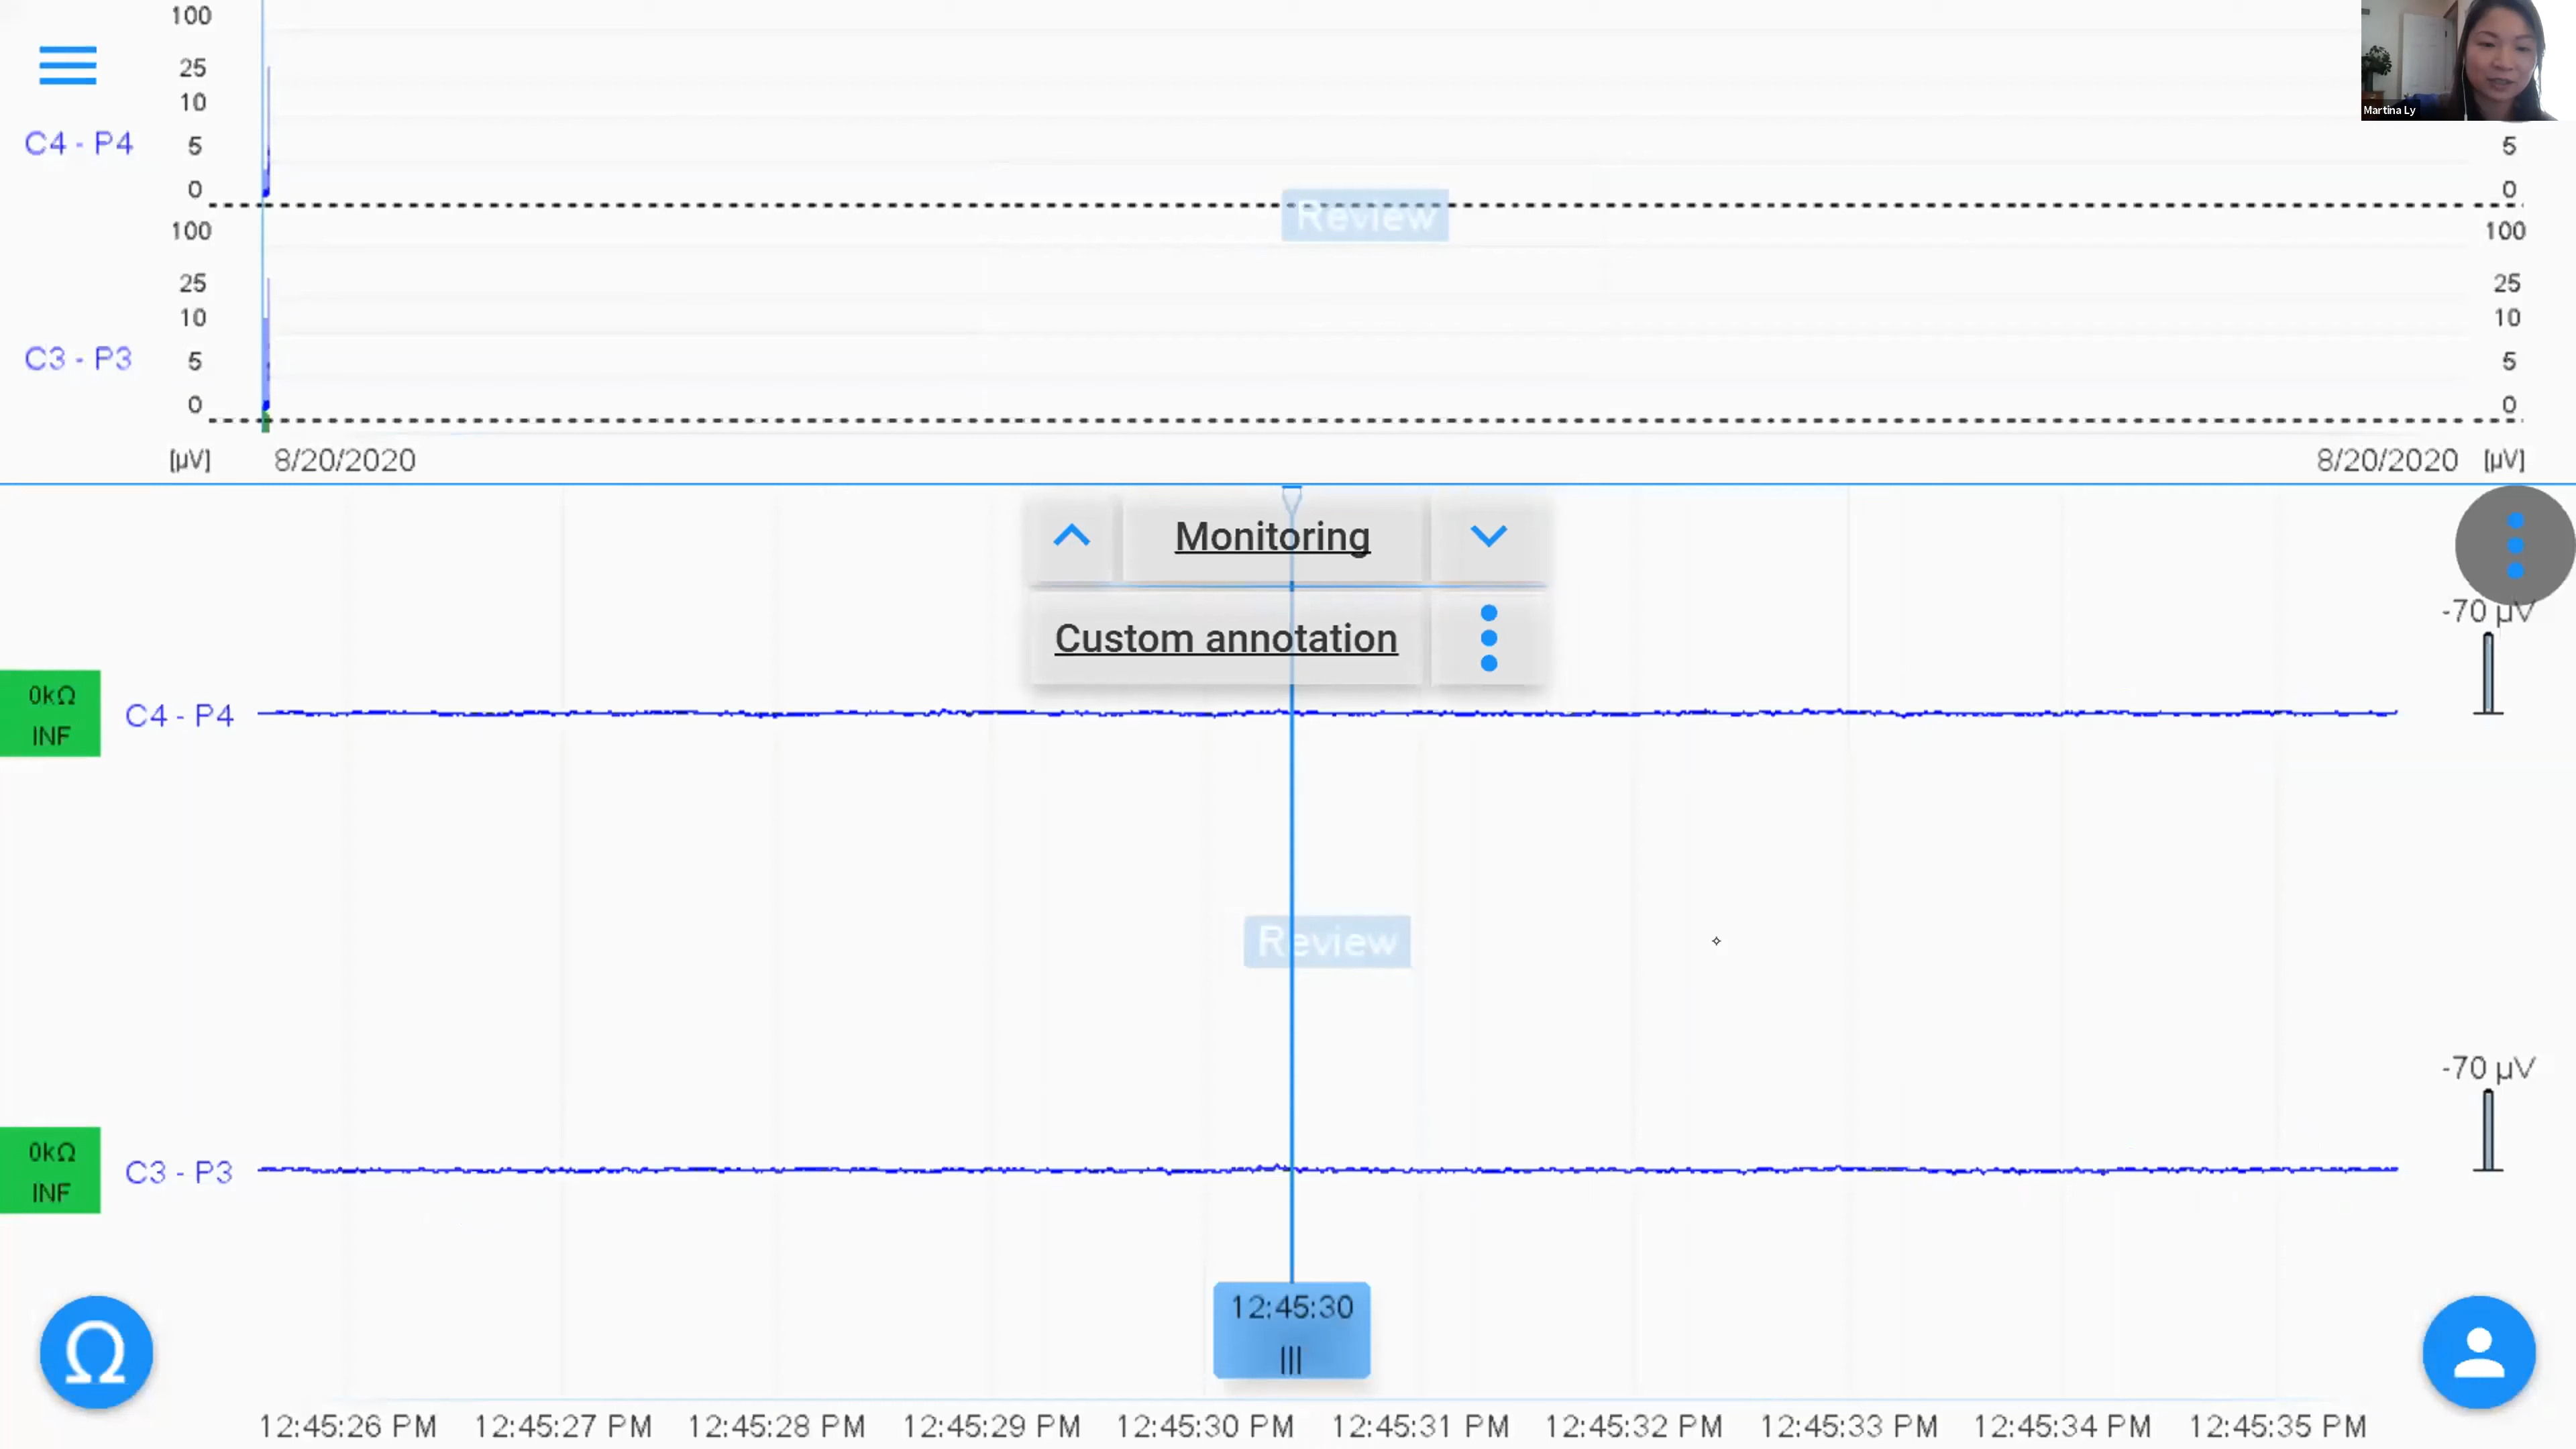 100
25
10
C4 - P4
5
5
0
0
Review
100
100
25
25
10
10
C3 - P3
5
5
0
0
[µV]
8/20/2020
8/20/2020
[µV]
Martina Ly
Monitoring
Custom annotation
-70 µV
0kΩ
INF
C4 - P4
Review
-70 µV
0kΩ
INF
C3 - P3
12:45:30
12:45:26 PM
12:45:27 PM
12:45:28 PM
12:45:29 PM
12:45:30 PM
12:45:31 PM
12:45:32 PM
12:45:33 PM
12:45:34 PM
12:45:35 PM